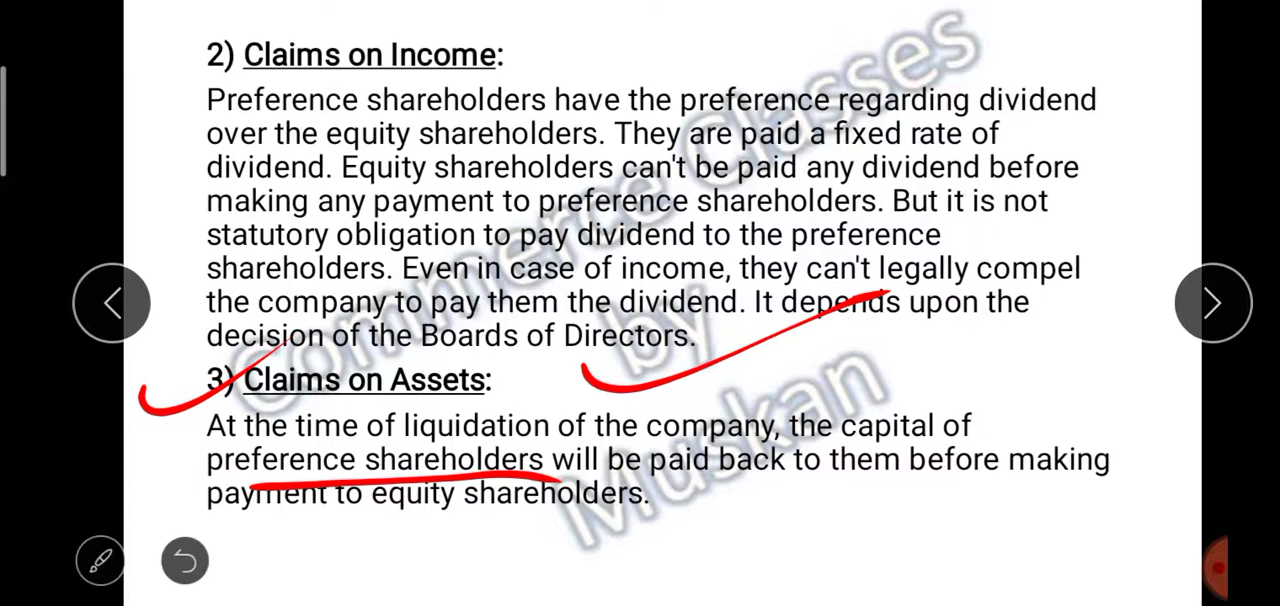 2) Claims on Income:
Preference shareholders have the preference regarding dividend
over the equity shareholders. They are paid a fixed rate of
dividend. Equity shareholders can't be paid any dividend before
making any payment to preference shareholders. But it is not
statutory obligation to pay dividend to the preference
shareholders. Even in case of income, they can't legally compel
the company to pay them the dividend. It depends upon the
decision of the Boards of Directors.
3) Claims on Assets:
At the time of liquidation of the company, the capital of
preference shareholders will be paid back to them before making
payment to equity shareholders.
Commerce Classes
by
Muskan